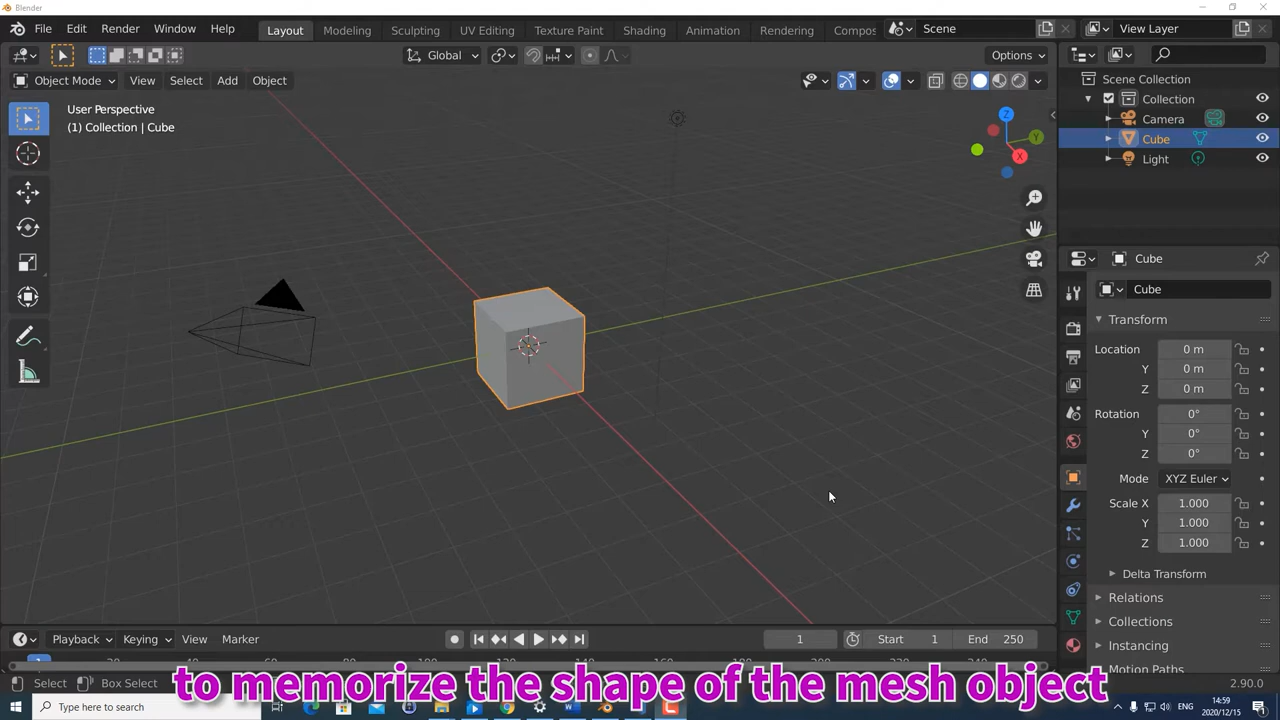 Blender
File Edit Render Window Help Layout Modeling Sculpting UV Editing Texture Paint Shading Animation Rendering Compos Scene View Layer
Global Options
Object Mode View Select Add Object
User Perspective
(1) Collection | Cube
Z
Y
X
Scene Collection
Collection
Camera
Cube
Light
Cube
Cube
Transform
Location 0 m
Y 0 m
Z 0 m
Rotation 0°
Y 0°
Z 0°
Mode XYZ Euler
Scale X 1.000
Y 1.000
Z 1.000
Delta Transform
Relations
Collections
Instancing
Motion Paths
Playback Keying View Marker 1 Start 1 End 250
to memorize the shape of the mesh object
Select Box Select 2.90.0
Type here to search
14:59
2020/12/15